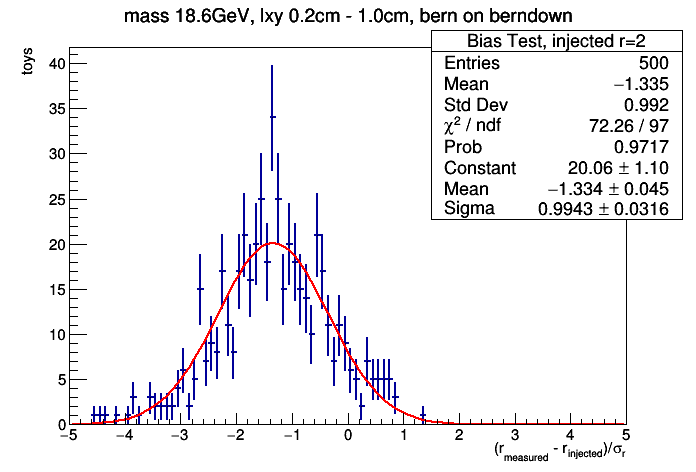 mass 18.6GeV, lxy 0.2cm - 1.0cm, bern on berndown
Bias Test, injected r=2
Entries 500
Mean −1.335
Std Dev 0.992
χ² / ndf 72.26 / 97
Prob 0.9717
Constant 20.06 ± 1.10
Mean −1.334 ± 0.045
Sigma 0.9943 ± 0.0316
toys
40
35
30
25
20
15
10
5
0
−5 −4 −3 −2 −1 0 1 2 3 4 5
(r_measured - r_injected)/σ_r